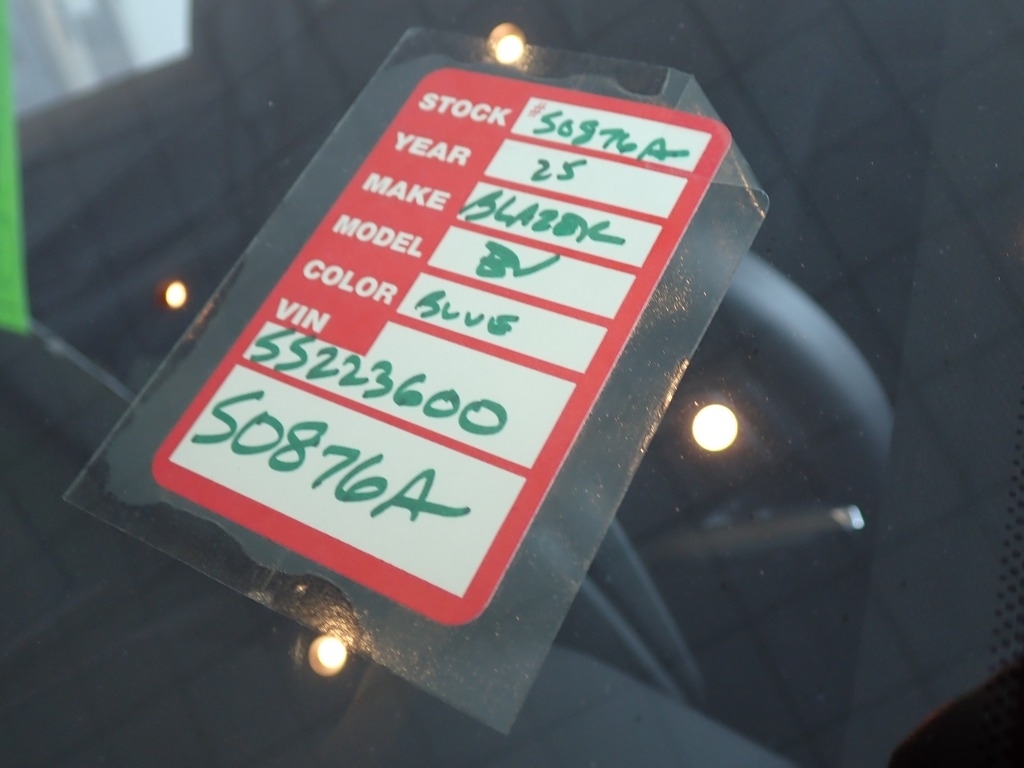 STOCK #S0876A
YEAR 25
MAKE BLAZER
MODEL EV
COLOR BLUE
VIN
SS223600
S0876A